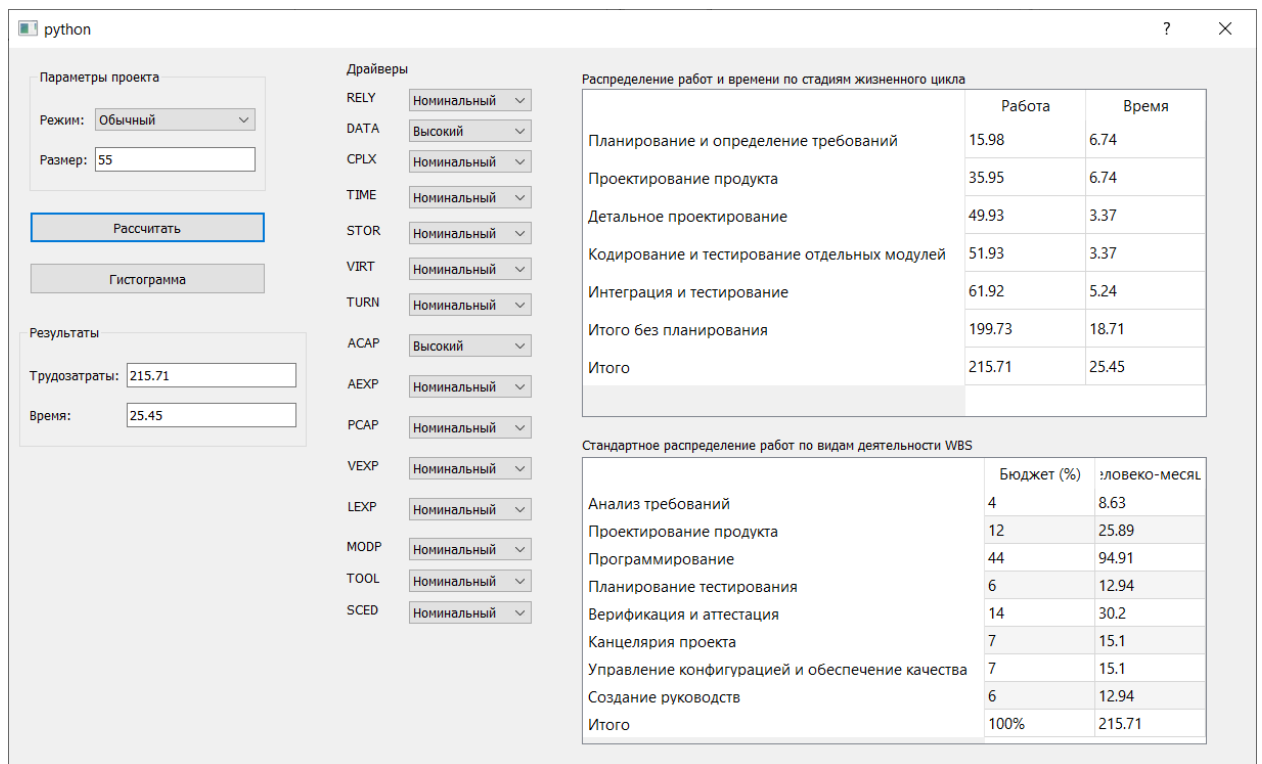 python
?
Параметры проекта
Режим: Обычный
Размер: 55
Рассчитать
Гистограмма
Результаты
Трудозатраты: 215.71
Время: 25.45
Драйверы
RELY Номинальный
DATA Высокий
CPLX Номинальный
TIME Номинальный
STOR Номинальный
VIRT Номинальный
TURN Номинальный
ACAP Высокий
AEXP Номинальный
PCAP Номинальный
VEXP Номинальный
LEXP Номинальный
MODP Номинальный
TOOL Номинальный
SCED Номинальный
Распределение работ и времени по стадиям жизненного цикла
Работа Время
Планирование и определение требований 15.98 6.74
Проектирование продукта 35.95 6.74
Детальное проектирование 49.93 3.37
Кодирование и тестирование отдельных модулей 51.93 3.37
Интеграция и тестирование 61.92 5.24
Итого без планирования 199.73 18.71
Итого 215.71 25.45
Стандартное распределение работ по видам деятельности WBS
Бюджет (%) еловеко-месяц
Анализ требований 4 8.63
Проектирование продукта 12 25.89
Программирование 44 94.91
Планирование тестирования 6 12.94
Верификация и аттестация 14 30.2
Канцелярия проекта 7 15.1
Управление конфигурацией и обеспечение качества 7 15.1
Создание руководств 6 12.94
Итого 100% 215.71